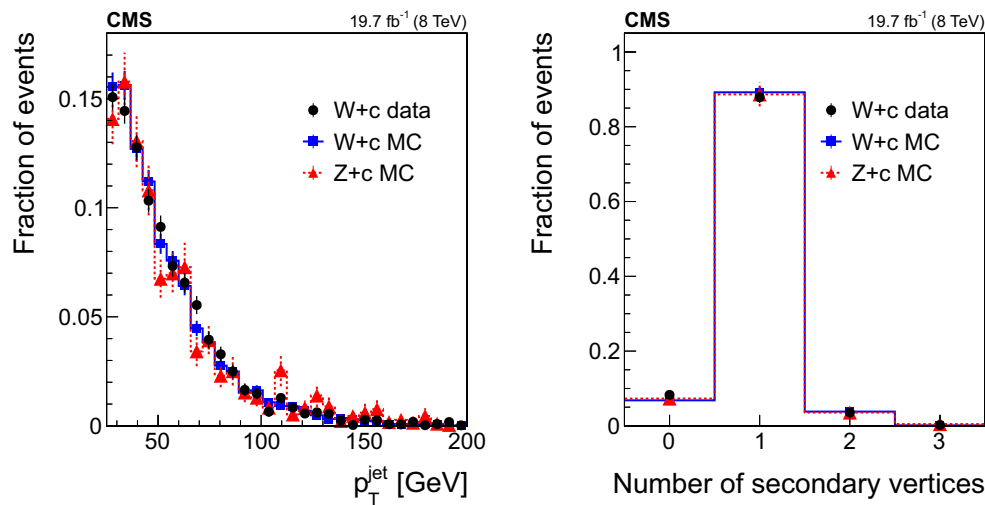 CMS
19.7 fb⁻¹ (8 TeV)
Fraction of events
0.15
0.1
0.05
0
W+c data
W+c MC
Z+c MC
50
100
150
200
p_T^jet [GeV]
CMS
19.7 fb⁻¹ (8 TeV)
Fraction of events
1
0.8
0.6
0.4
0.2
0
W+c data
W+c MC
Z+c MC
0
1
2
3
Number of secondary vertices